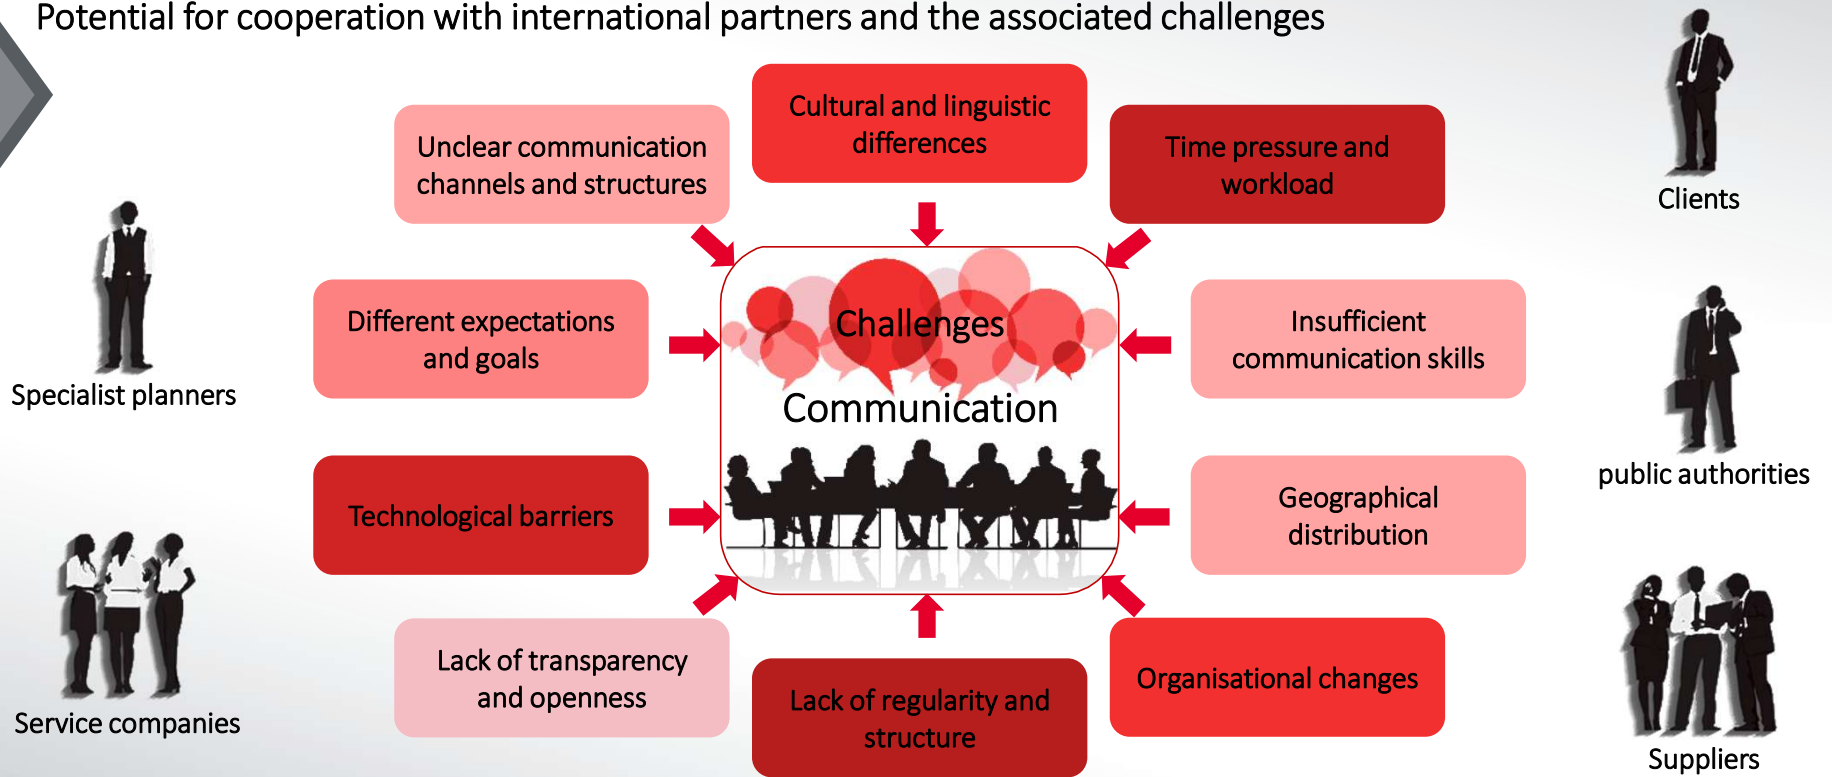 Potential for cooperation with international partners and the associated challenges
Cultural and linguistic
differences
Unclear communication
channels and structures
Time pressure and
workload
Clients
Different expectations
and goals
Challenges
Insufficient
communication skills
Specialist planners
Communication
public authorities
Technological barriers
Geographical
distribution
Lack of transparency
and openness
Organisational changes
Lack of regularity and
structure
Service companies
Suppliers